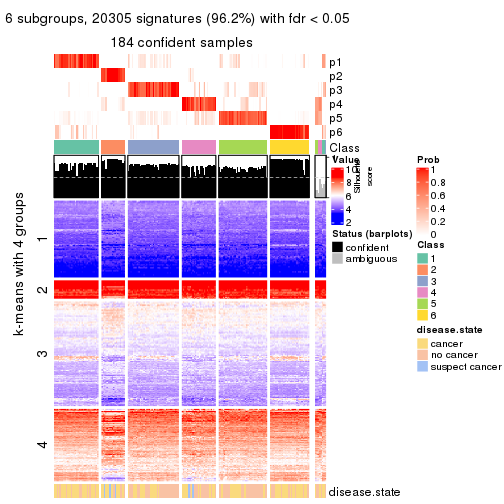 6 subgroups, 20305 signatures (96.2%) with fdr < 0.05
184 confident samples
p1
p2
p3
p4
p5
p6
Class
Silhouette score
k-means with 4 groups
1
2
3
4
disease.state
Value
10
8
6
4
2
Status (barplots)
confident
ambiguous
Prob
1
0.8
0.6
0.4
0.2
0
Class
1
2
3
4
5
6
disease.state
cancer
no cancer
suspect cancer